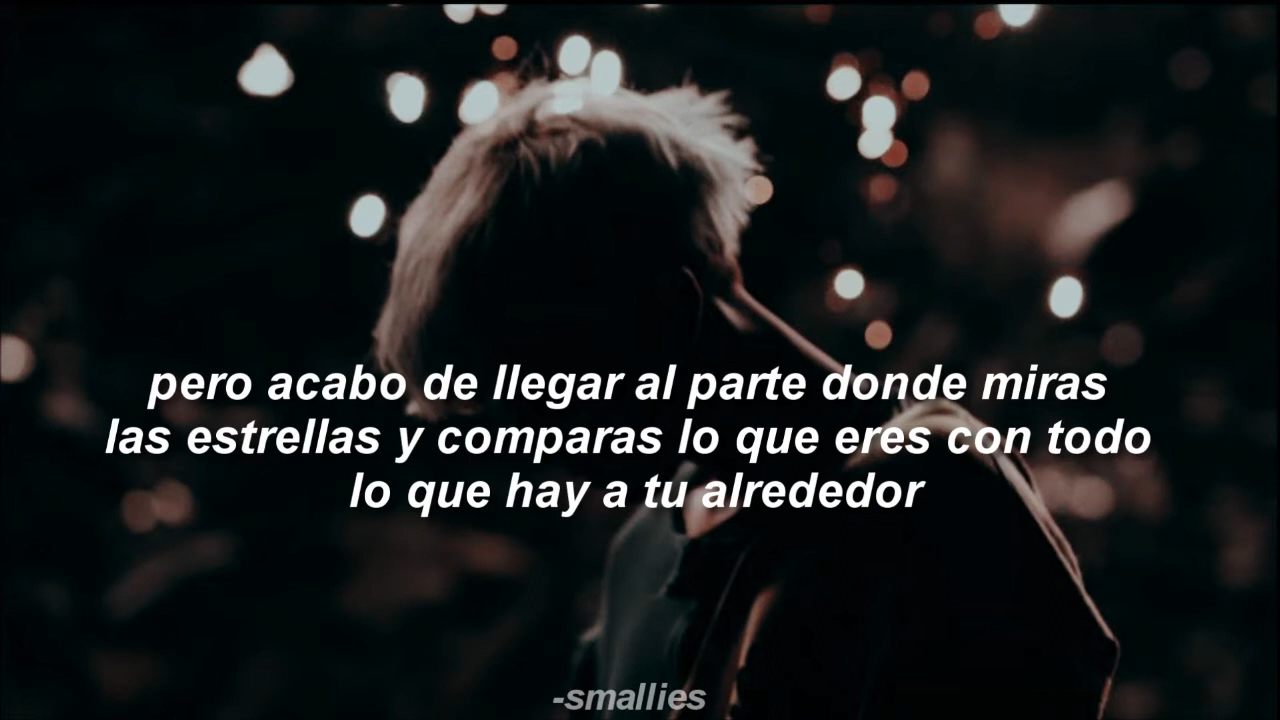 pero acabo de llegar al parte donde miras
las estrellas y comparas lo que eres con todo
lo que hay a tu alrededor
-smallies